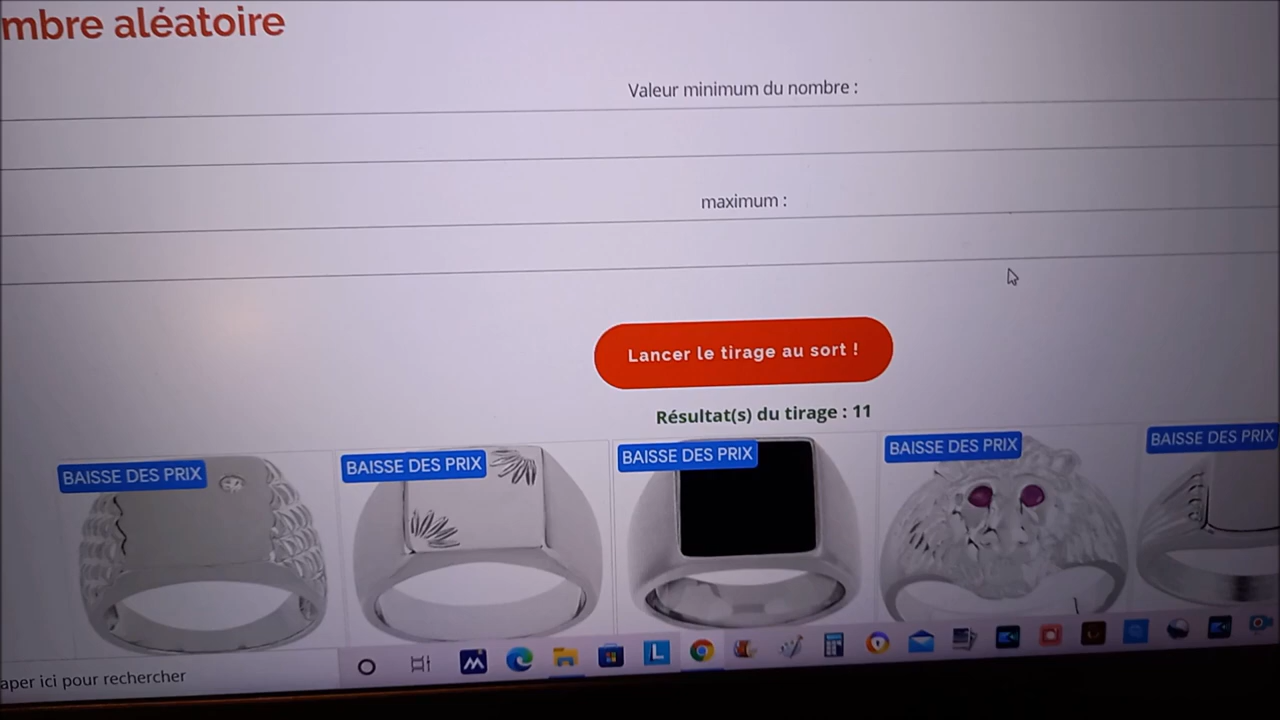 mbre aléatoire
Valeur minimum du nombre :
maximum :
Lancer le tirage au sort !
Résultat(s) du tirage : 11
BAISSE DES PRIX
BAISSE DES PRIX
BAISSE DES PRIX
BAISSE DES PRIX
BAISSE DES PRIX
aper ici pour rechercher
L